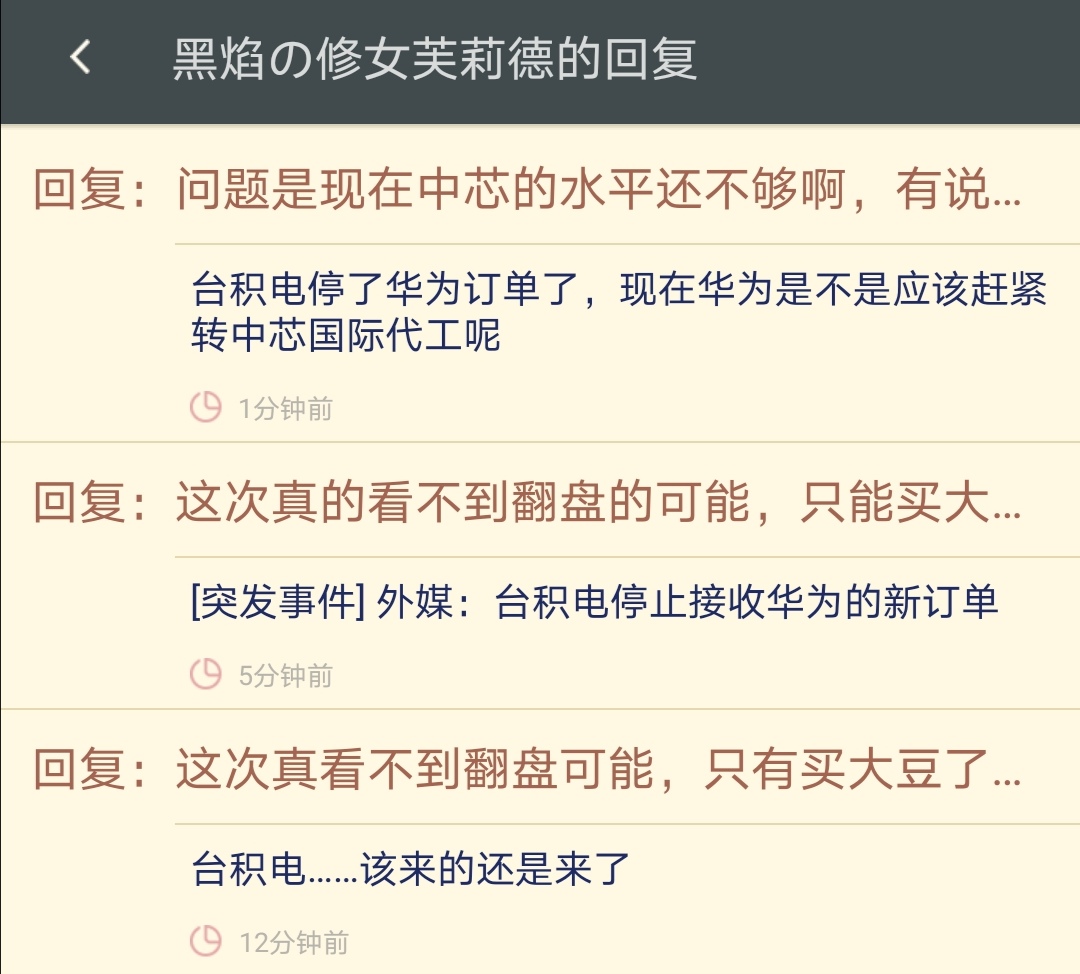 黑焰の修女芙莉德的回复
回复：问题是现在中芯的水平还不够啊，有说...
台积电停了华为订单了，现在华为是不是应该赶紧
转中芯国际代工呢
1分钟前
回复：这次真的看不到翻盘的可能，只能买大...
[突发事件] 外媒：台积电停止接收华为的新订单
5分钟前
回复：这次真看不到翻盘可能，只有买大豆了...
台积电……该来的还是来了
12分钟前